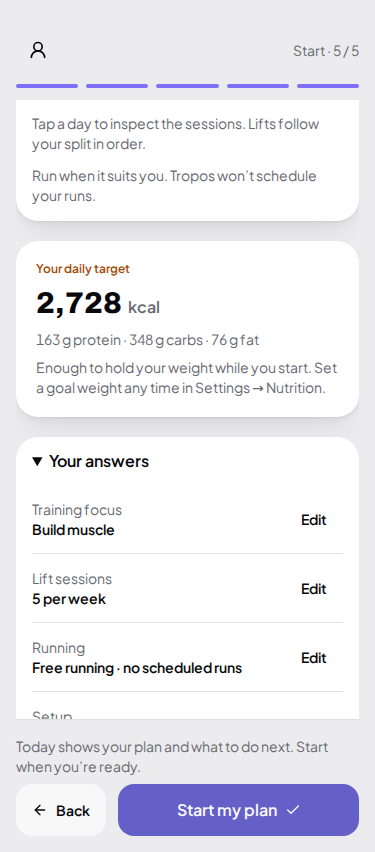 Start · 5 / 5
Tap a day to inspect the sessions. Lifts follow
your split in order.
Run when it suits you. Tropos won't schedule
your runs.
Your daily target
2,728 kcal
163 g protein · 348 g carbs · 76 g fat
Enough to hold your weight while you start. Set
a goal weight any time in Settings → Nutrition.
▼ Your answers
Training focus
Build muscle
Edit
Lift sessions
5 per week
Edit
Running
Free running · no scheduled runs
Edit
Setup
Today shows your plan and what to do next. Start
when you're ready.
← Back
Start my plan ✓